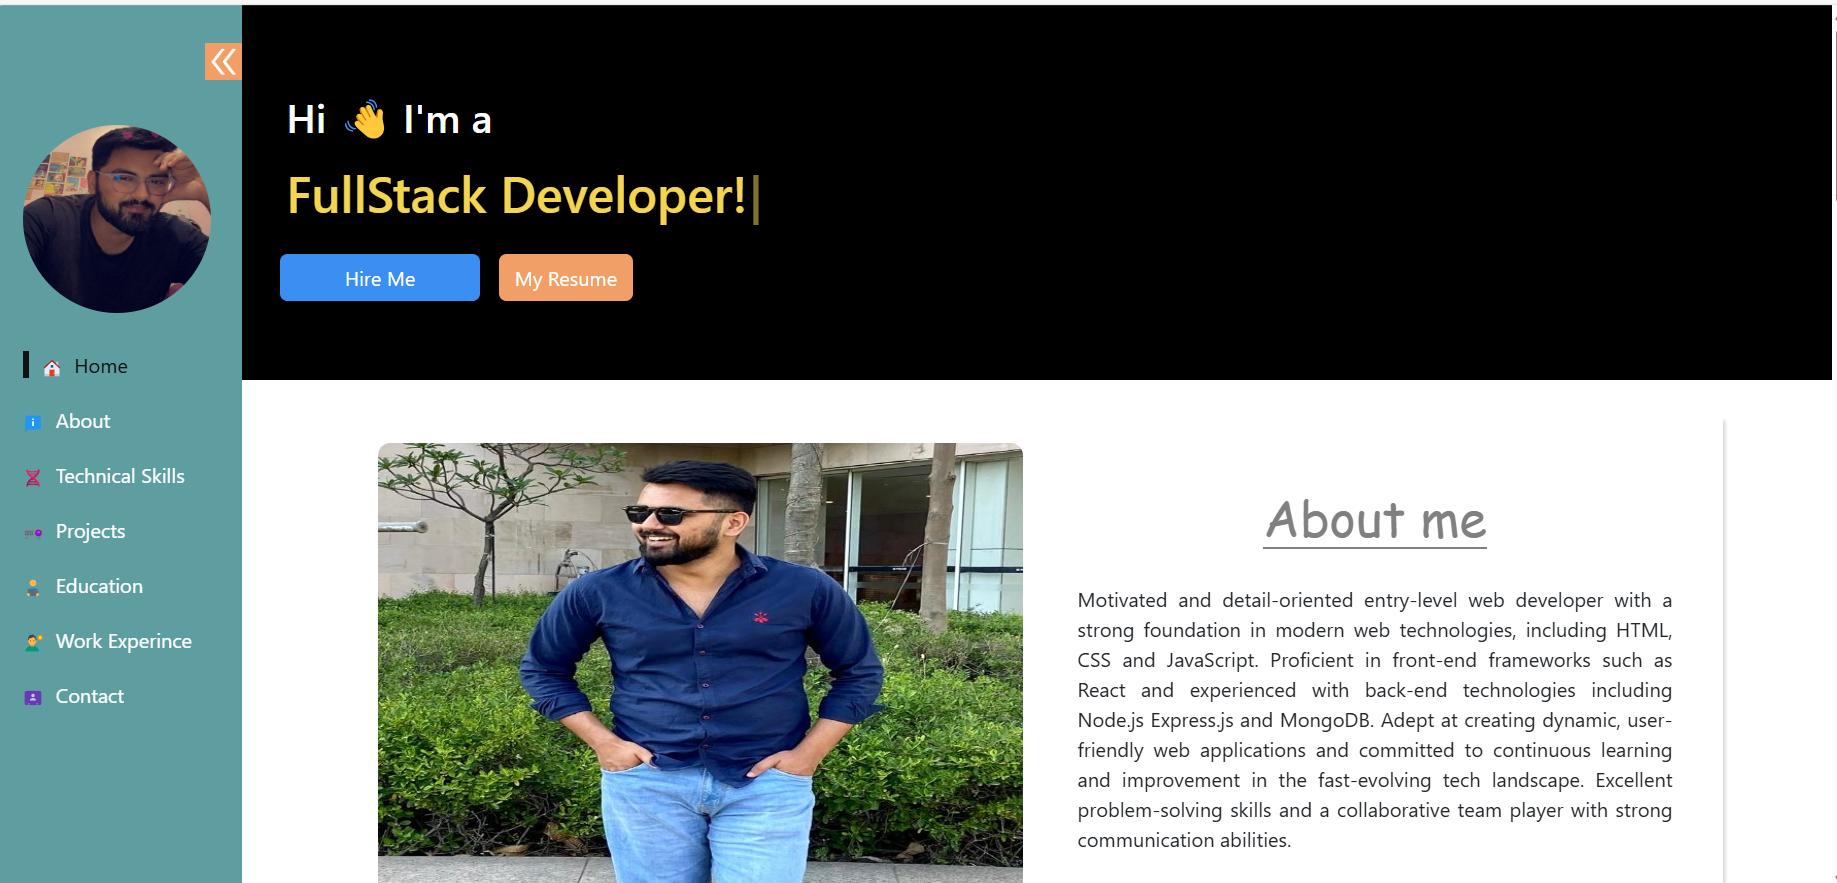 Hi 👋 I'm a
FullStack Developer!|
Hire Me
My Resume
Home
About
Technical Skills
Projects
Education
Work Experince
Contact
About me
Motivated and detail-oriented entry-level web developer with a
strong foundation in modern web technologies, including HTML,
CSS and JavaScript. Proficient in front-end frameworks such as
React and experienced with back-end technologies including
Node.js Express.js and MongoDB. Adept at creating dynamic, user-
friendly web applications and committed to continuous learning
and improvement in the fast-evolving tech landscape. Excellent
problem-solving skills and a collaborative team player with strong
communication abilities.